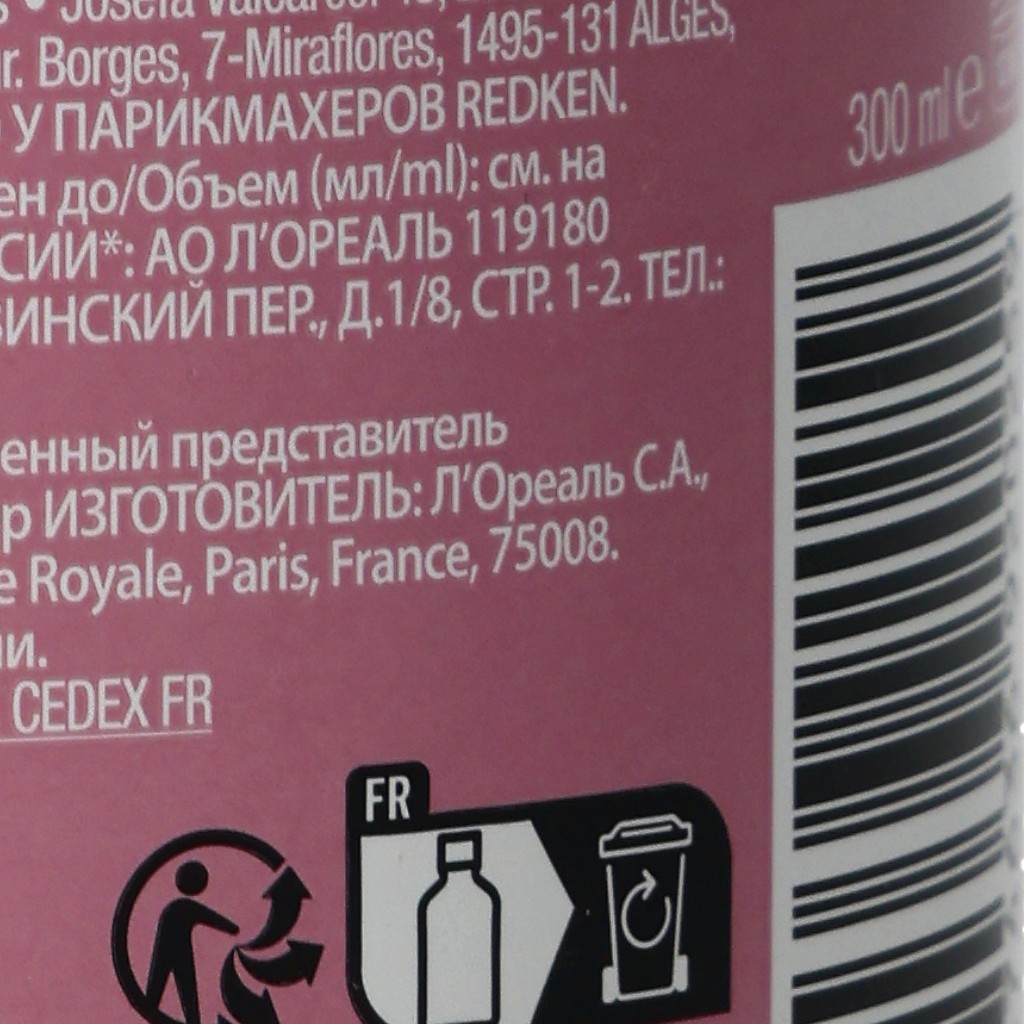 r. Borges, 7-Miraflores, 1495-131 ALGES,
У ПАРИКМАХЕРОВ REDKEN.
ен до/Объем (мл/ml): см. на
СИИ*: АО Л'ОРЕАЛЬ 119180
ИНСКИЙ ПЕР., Д.1/8, СТР. 1-2. ТЕЛ.:
енный представитель
р ИЗГОТОВИТЕЛЬ: Л'Ореаль С.А.,
e Royale, Paris, France, 75008.
и.
CEDEX FR
300 ml e
FR